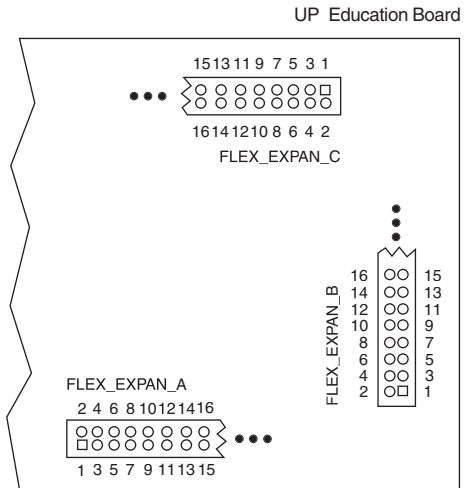 UP Education Board
15 13 11 9 7 5 3 1
16 14 12 10 8 6 4 2
FLEX_EXPAN_C
FLEX_EXPAN_B
16 15
14 13
12 11
10 9
8 7
6 5
4 3
2 1
FLEX_EXPAN_A
2 4 6 8 10 12 14 16
1 3 5 7 9 11 13 15